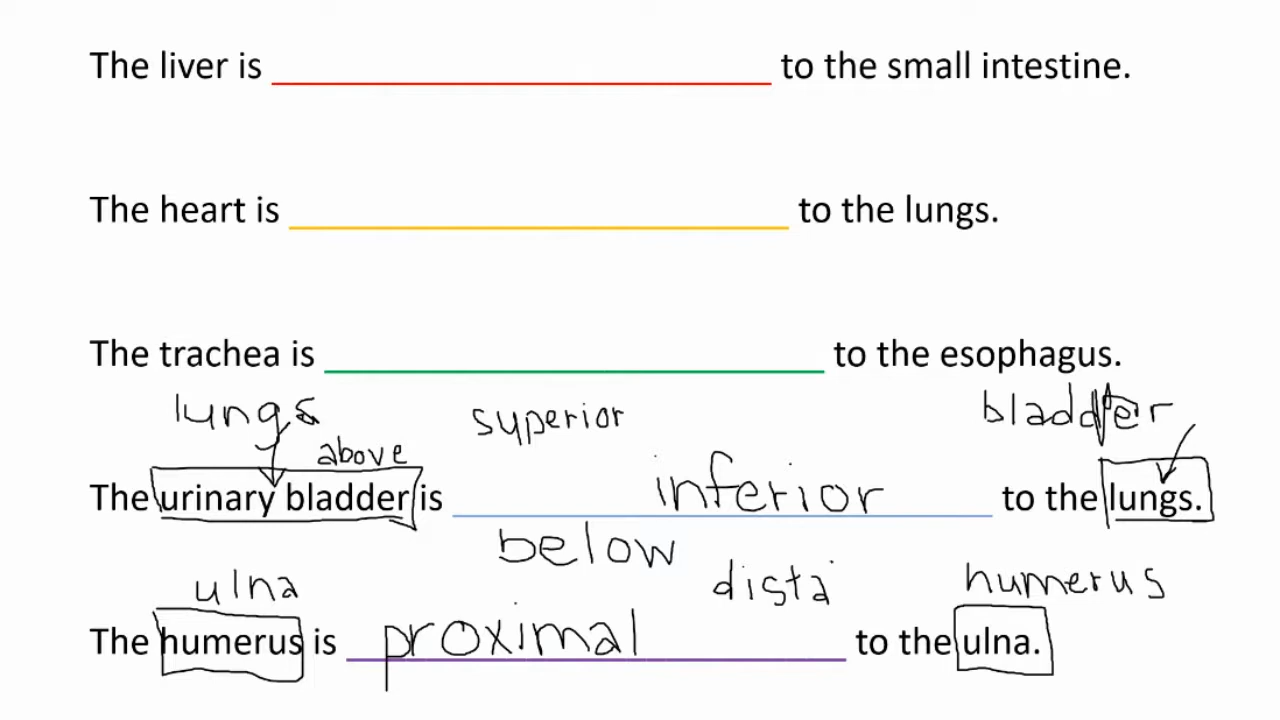 The liver is to the small intestine.
The heart is to the lungs.
The trachea is to the esophagus.
lungs superior bladder
above
The urinary bladder is inferior to the lungs.
below
ulna dista humerus
The humerus is proximal to the ulna.